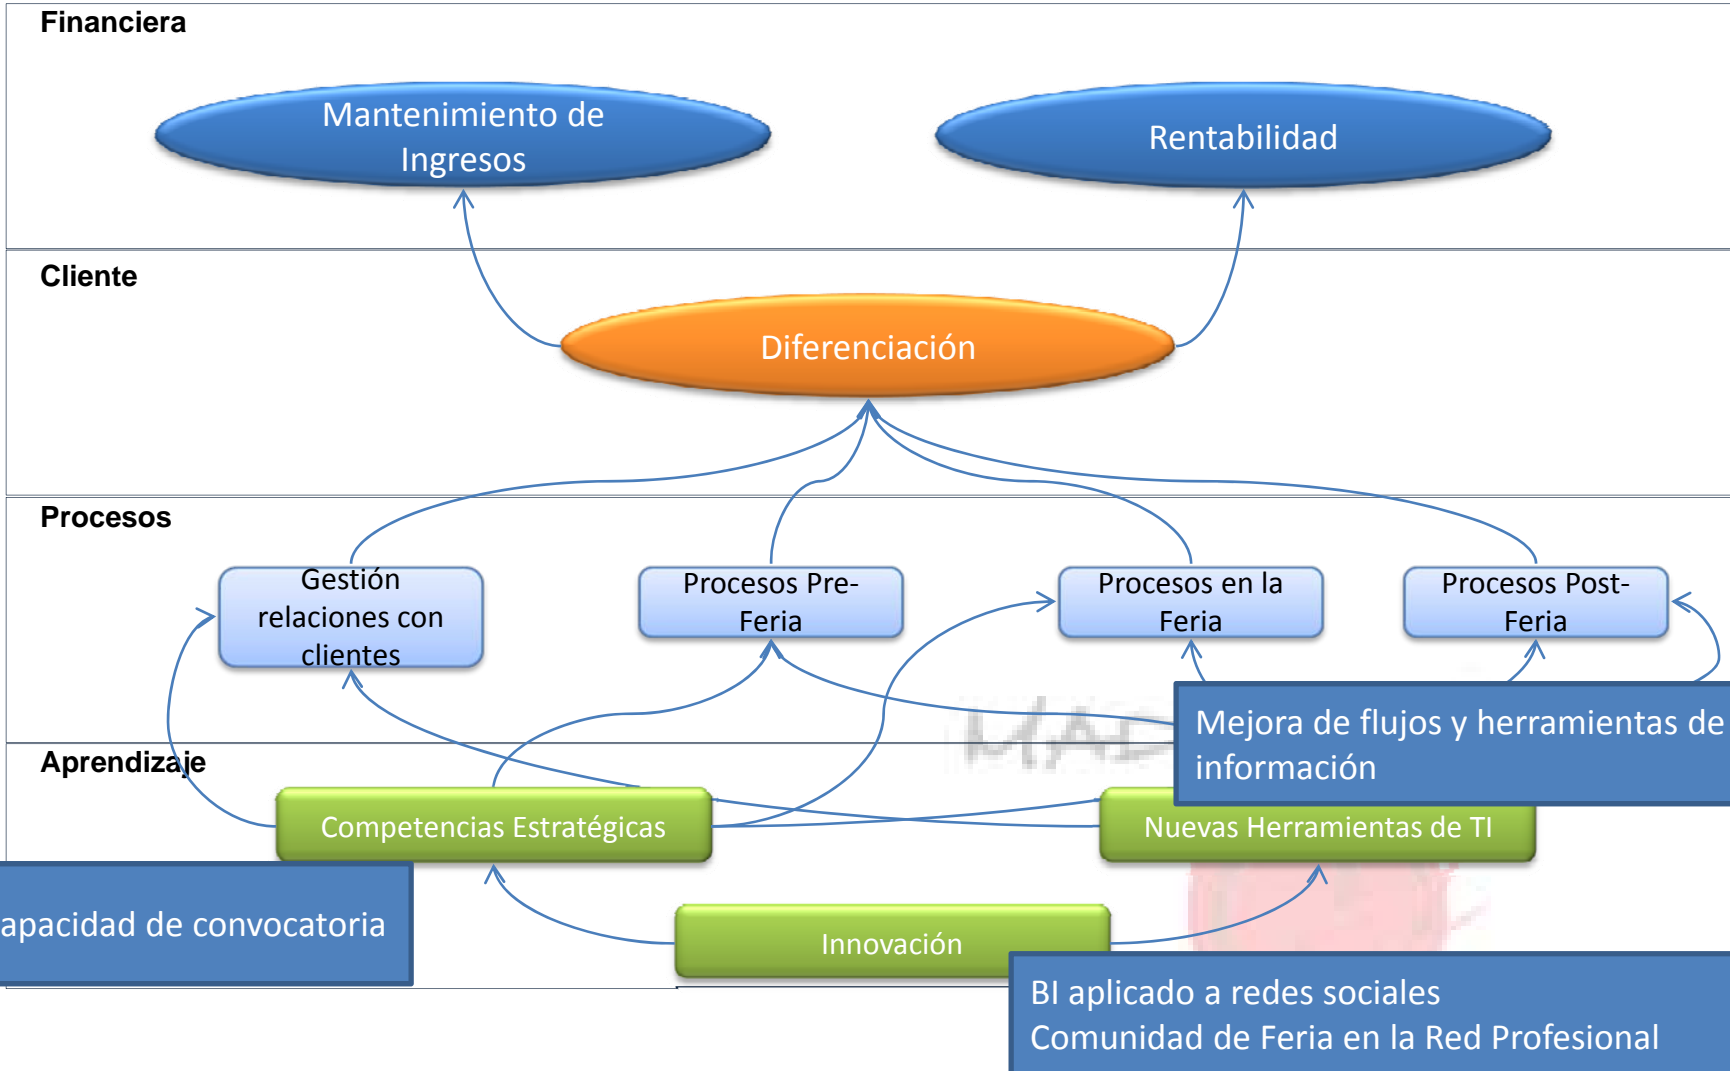 Financiera
Mantenimiento de
Ingresos
Rentabilidad
Cliente
Diferenciación
Procesos
Gestión
relaciones con
clientes
Procesos Pre-
Feria
Procesos en la
Feria
Procesos Post-
Feria
Mejora de flujos y herramientas de
información
Aprendizaje
Competencias Estratégicas
Nuevas Herramientas de TI
apacidad de convocatoria
Innovación
BI aplicado a redes sociales
Comunidad de Feria en la Red Profesional